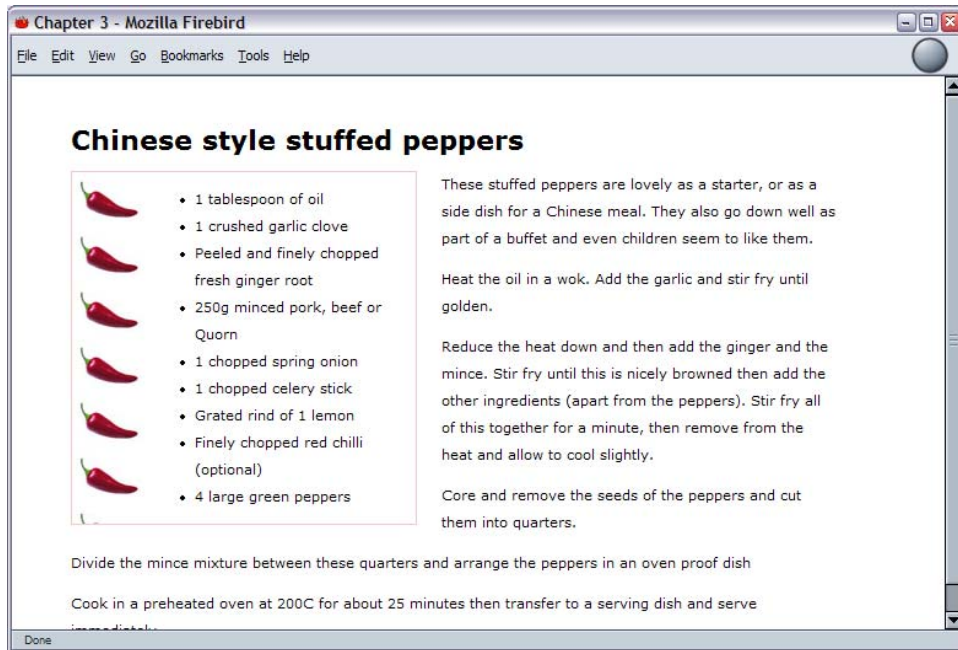 Chapter 3 - Mozilla Firebird
File Edit View Go Bookmarks Tools Help
Chinese style stuffed peppers
• 1 tablespoon of oil
• 1 crushed garlic clove
• Peeled and finely chopped
fresh ginger root
• 250g minced pork, beef or
Quorn
• 1 chopped spring onion
• 1 chopped celery stick
• Grated rind of 1 lemon
• Finely chopped red chilli
(optional)
• 4 large green peppers
These stuffed peppers are lovely as a starter, or as a
side dish for a Chinese meal. They also go down well as
part of a buffet and even children seem to like them.
Heat the oil in a wok. Add the garlic and stir fry until
golden.
Reduce the heat down and then add the ginger and the
mince. Stir fry until this is nicely browned then add the
other ingredients (apart from the peppers). Stir fry all
of this together for a minute, then remove from the
heat and allow to cool slightly.
Core and remove the seeds of the peppers and cut
them into quarters.
Divide the mince mixture between these quarters and arrange the peppers in an oven proof dish
Cook in a preheated oven at 200C for about 25 minutes then transfer to a serving dish and serve
Done